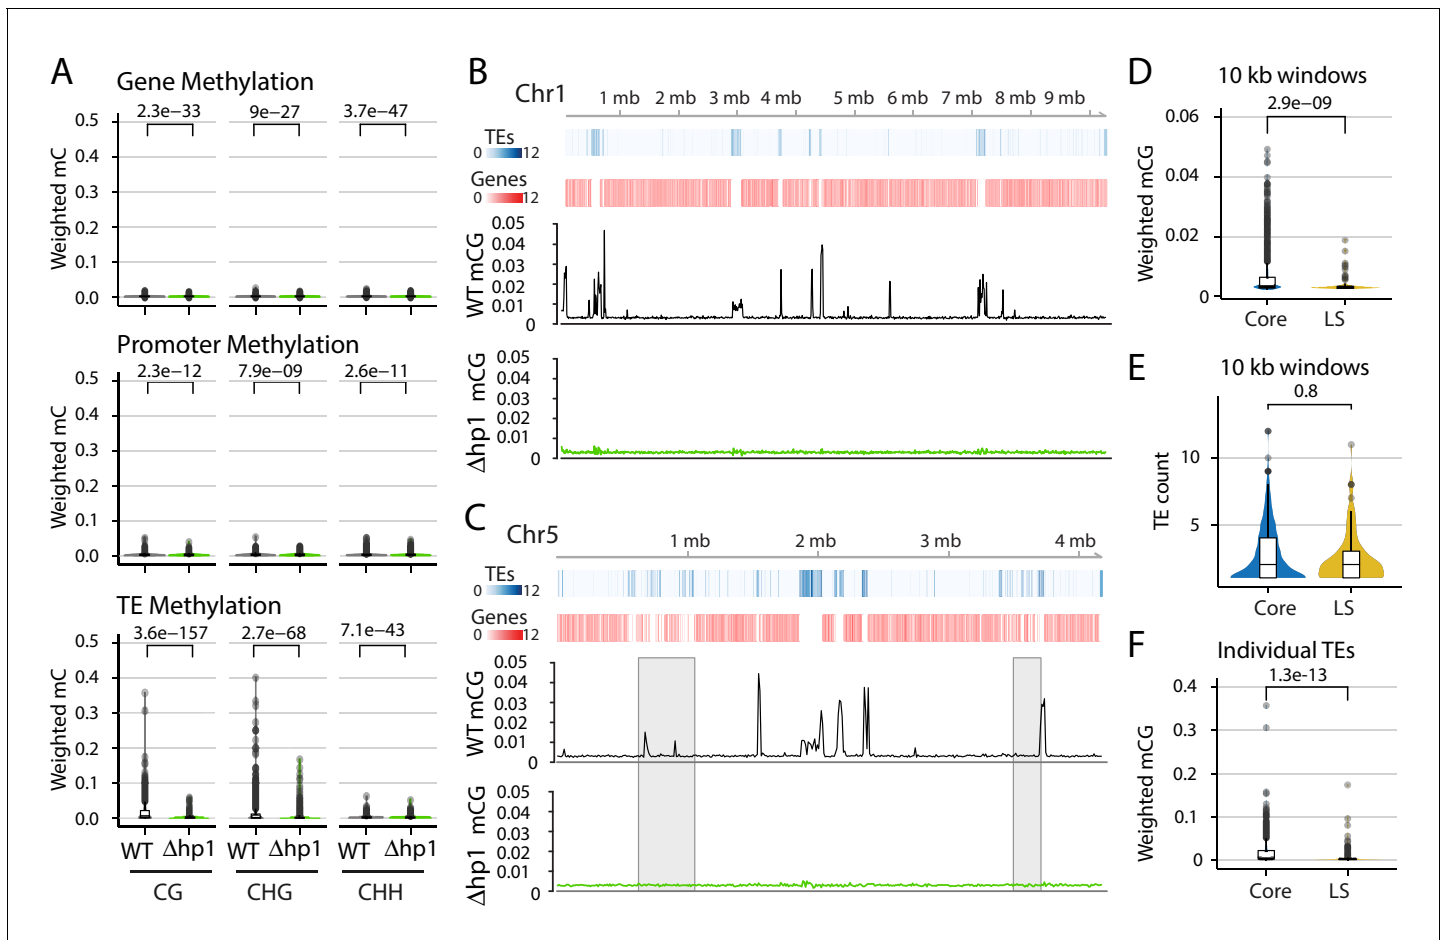 A
Gene Methylation
2.3e−33 9e−27 3.7e−47
0.5
0.4
0.3
0.2
0.1
0.0
Weighted mC
Promoter Methylation
2.3e−12 7.9e−09 2.6e−11
0.5
0.4
0.3
0.2
0.1
0.0
Weighted mC
TE Methylation
3.6e−157 2.7e−68 7.1e−43
0.5
0.4
0.3
0.2
0.1
0.0
Weighted mC
WT Δhp1 WT Δhp1 WT Δhp1
CG CHG CHH
B
Chr1
1 mb 2 mb 3 mb 4 mb 5 mb 6 mb 7 mb 8 mb 9 mb
TEs
0 12
Genes
0 12
0.05
0.04
0.03
0.02
0.01
0
WT mCG
0.05
0.04
0.03
0.02
0.01
0
Δhp1 mCG
C
Chr5
1 mb 2 mb 3 mb 4 mb
TEs
0 12
Genes
0 12
0.05
0.04
0.03
0.02
0.01
0
WT mCG
0.05
0.04
0.03
0.02
0.01
0
Δhp1 mCG
D
10 kb windows
2.9e−09
0.06
0.04
0.02
0
Weighted mCG
Core LS
E
10 kb windows
0.8
10
5
TE count
Core LS
F
Individual TEs
1.3e-13
0.4
0.3
0.2
0.1
0
Weighted mCG
Core LS